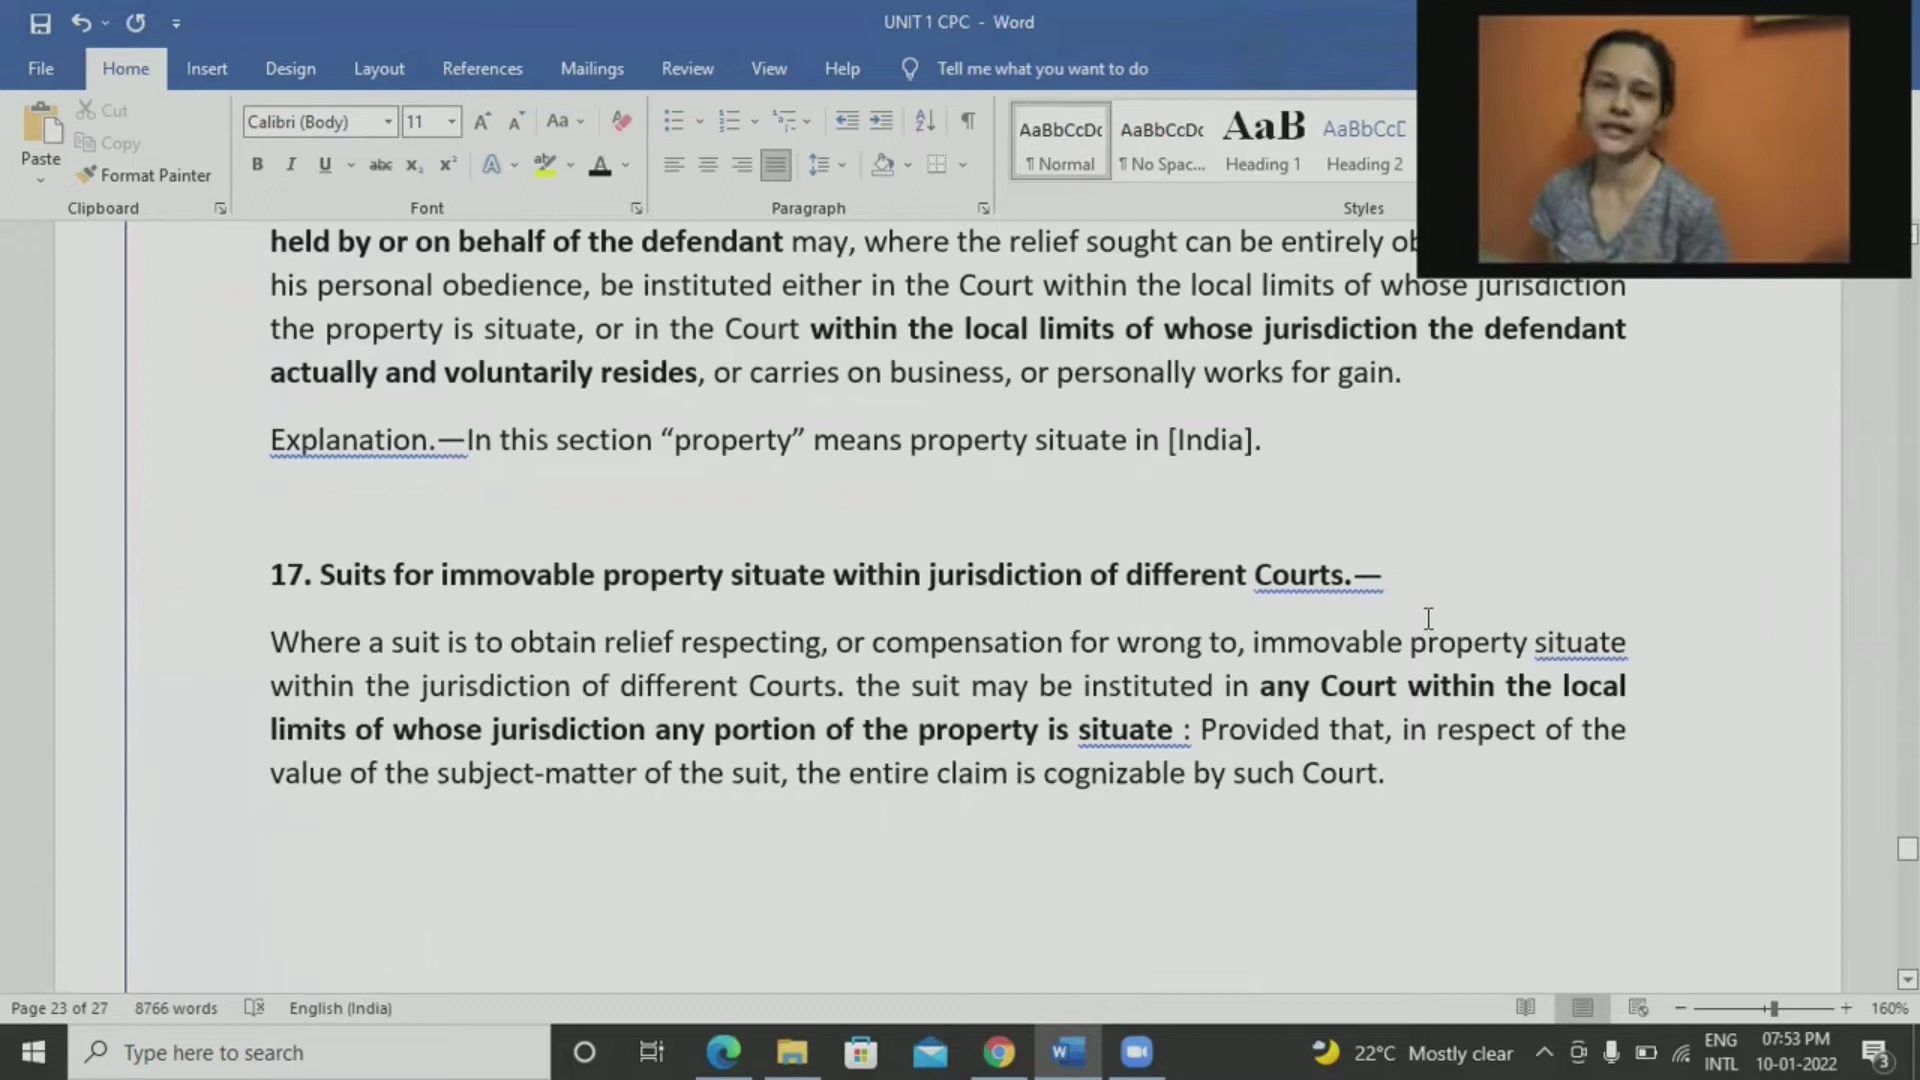 UNIT 1 CPC - Word
File Home Insert Design Layout References Mailings Review View Help Tell me what you want to do
Cut
Copy
Paste
Format Painter
Calibri (Body) 11
Aa
B I U abc x₂ x² A A
AaBbCcDc AaBbCcDc AaB AaBbCcE
¶ Normal ¶ No Spac... Heading 1 Heading 2
Clipboard Font Paragraph Styles
held by or on behalf of the defendant may, where the relief sought can be entirely
his personal obedience, be instituted either in the Court within the local limits of whose jurisdiction
the property is situate, or in the Court within the local limits of whose jurisdiction the defendant
actually and voluntarily resides, or carries on business, or personally works for gain.
Explanation.—In this section “property” means property situate in [India].
17. Suits for immovable property situate within jurisdiction of different Courts.—
Where a suit is to obtain relief respecting, or compensation for wrong to, immovable property situate
within the jurisdiction of different Courts. the suit may be instituted in any Court within the local
limits of whose jurisdiction any portion of the property is situate : Provided that, in respect of the
value of the subject-matter of the suit, the entire claim is cognizable by such Court.
Page 23 of 27 8766 words English (India) 160%
Type here to search
22°C Mostly clear
ENG
INTL
07:53 PM
10-01-2022
3